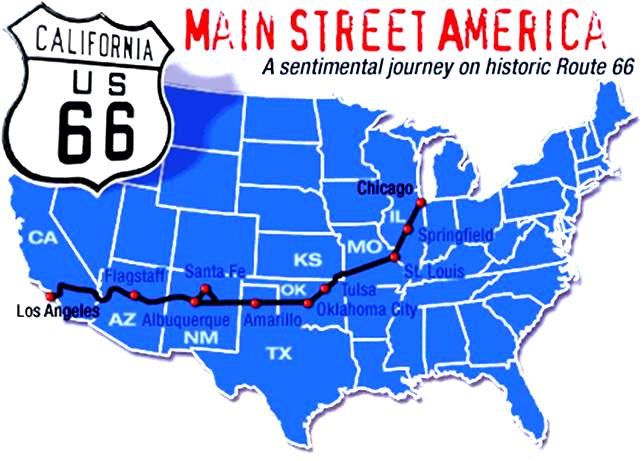 CALIFORNIA
US
66
MAIN STREET AMERICA
A sentimental journey on historic Route 66
Chicago
IL
Springfield
CA
KS
MO
St. Louis
Flagstaff
Santa Fe
OK
Tulsa
Los Angeles
AZ
Albuquerque
Amarillo
Oklahoma City
NM
TX